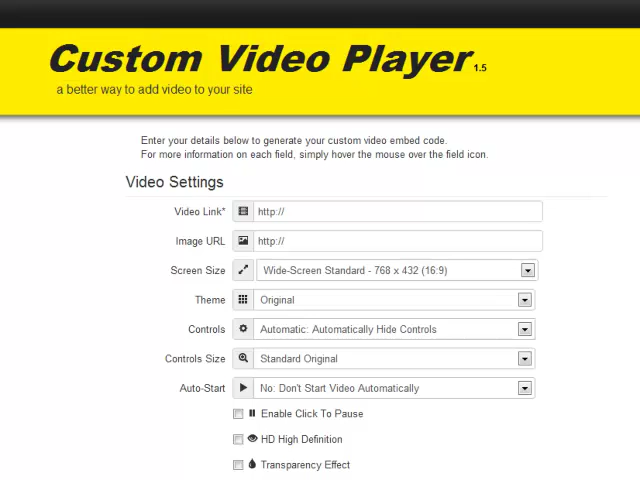 Custom Video Player 1.5
a better way to add video to your site
Enter your details below to generate your custom video embed code.
For more information on each field, simply hover the mouse over the field icon.
Video Settings
Video Link* http://
Image URL http://
Screen Size Wide-Screen Standard - 768 x 432 (16:9)
Theme Original
Controls Automatic: Automatically Hide Controls
Controls Size Standard Original
Auto-Start No: Don't Start Video Automatically
Enable Click To Pause
HD High Definition
Transparency Effect